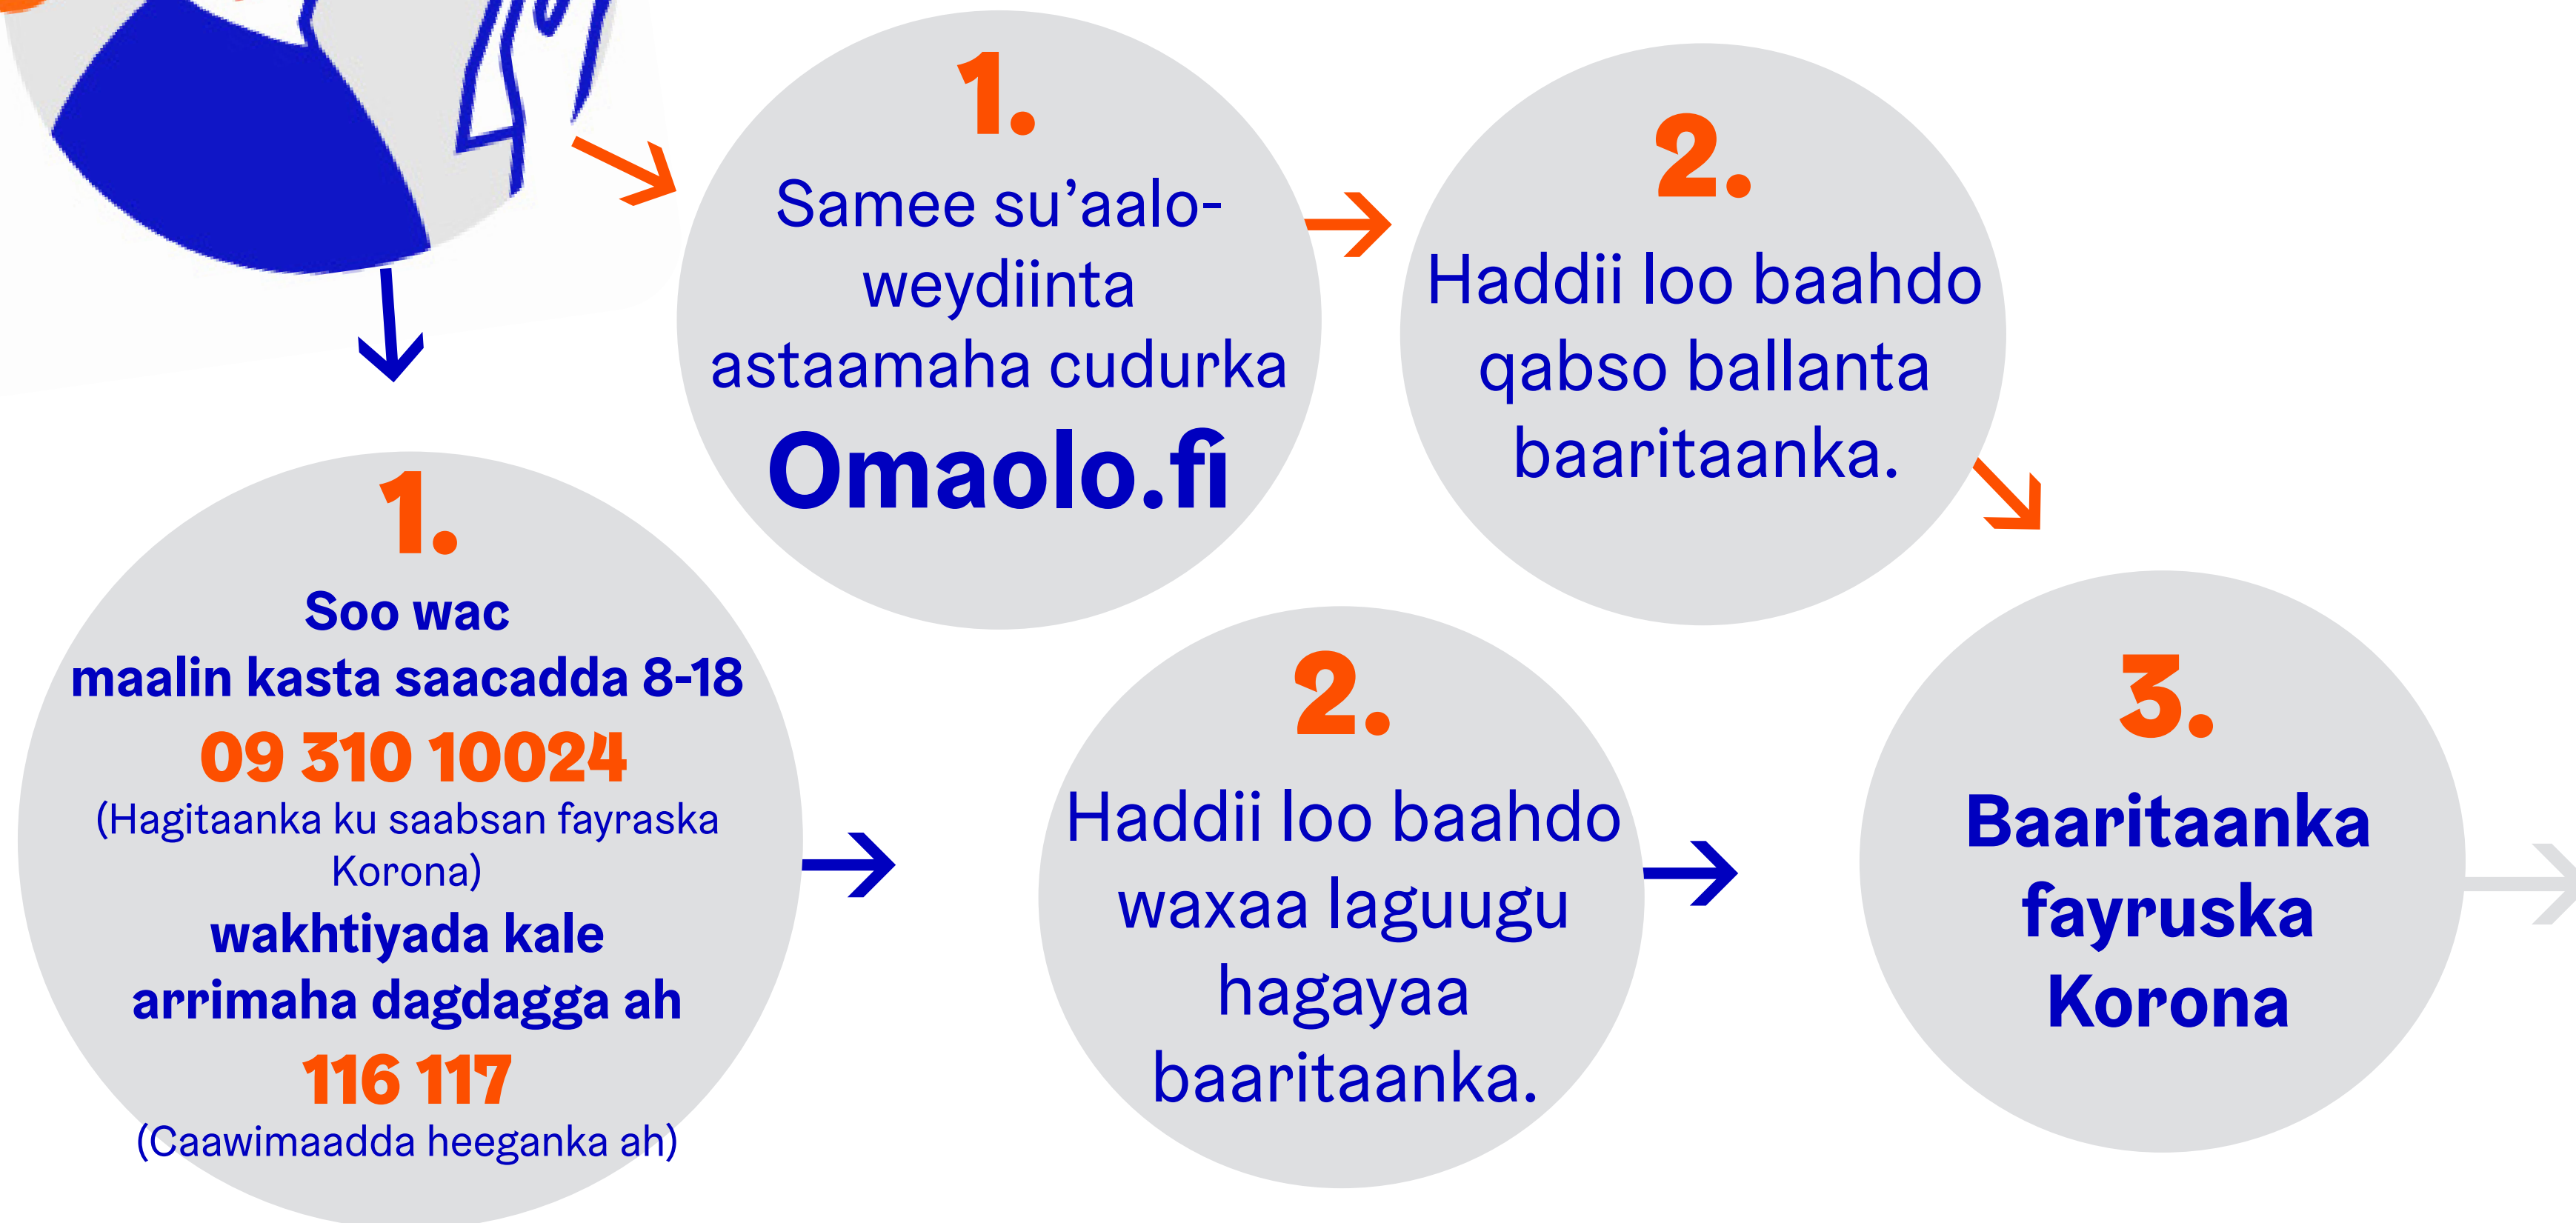 1.
Samee su’aalo-
weydiinta
astaamaha cudurka
Omaolo.fi
2.
Haddii loo baahdo
qabso ballanta
baaritaanka.
1.
Soo wac
maalin kasta saacadda 8-18
09 310 10024
(Hagitaanka ku saabsan fayraska
Korona)
wakhtiyada kale
arrimaha dagdagga ah
116 117
(Caawimaadda heeganka ah)
2.
Haddii loo baahdo
waxaa laguugu
hagayaa
baaritaanka.
3.
Baaritaanka
fayruska
Korona